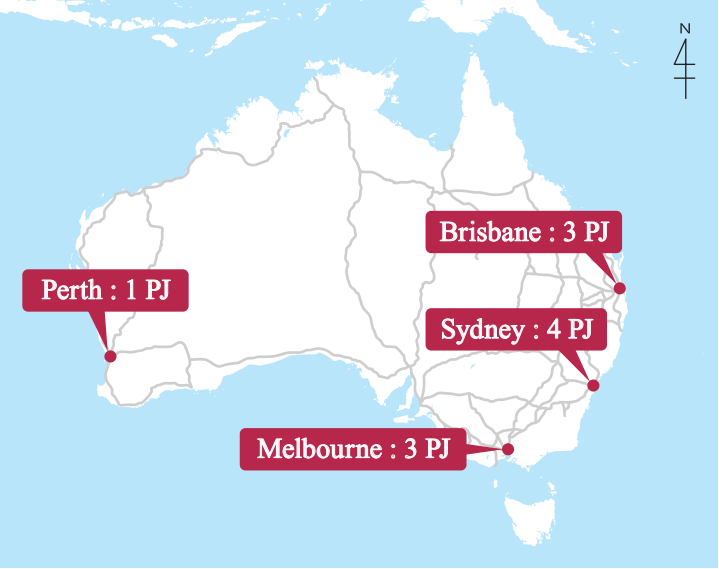 N
Brisbane : 3 PJ
Perth : 1 PJ
Sydney : 4 PJ
Melbourne : 3 PJ